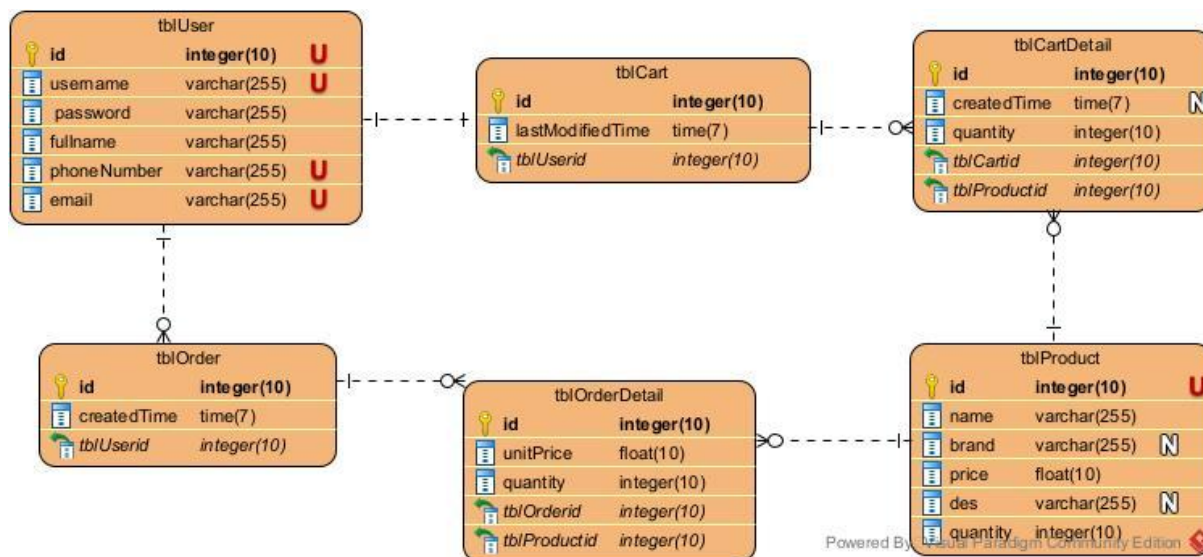 tblUser
id integer(10) U
username varchar(255) U
password varchar(255)
fullname varchar(255)
phoneNumber varchar(255) U
email varchar(255) U
tblCart
id integer(10)
lastModifiedTime time(7)
tblUserid integer(10)
tblCartDetail
id integer(10)
createdTime time(7) N
quantity integer(10)
tblCartid integer(10)
tblProductid integer(10)
tblOrder
id integer(10)
createdTime time(7)
tblUserid integer(10)
tblOrderDetail
id integer(10)
unitPrice float(10)
quantity integer(10)
tblOrderid integer(10)
tblProductid integer(10)
tblProduct
id integer(10) U
name varchar(255)
brand varchar(255) N
price float(10)
des varchar(255) N
quantity integer(10)
Powered By Visual Paradigm Community Edition